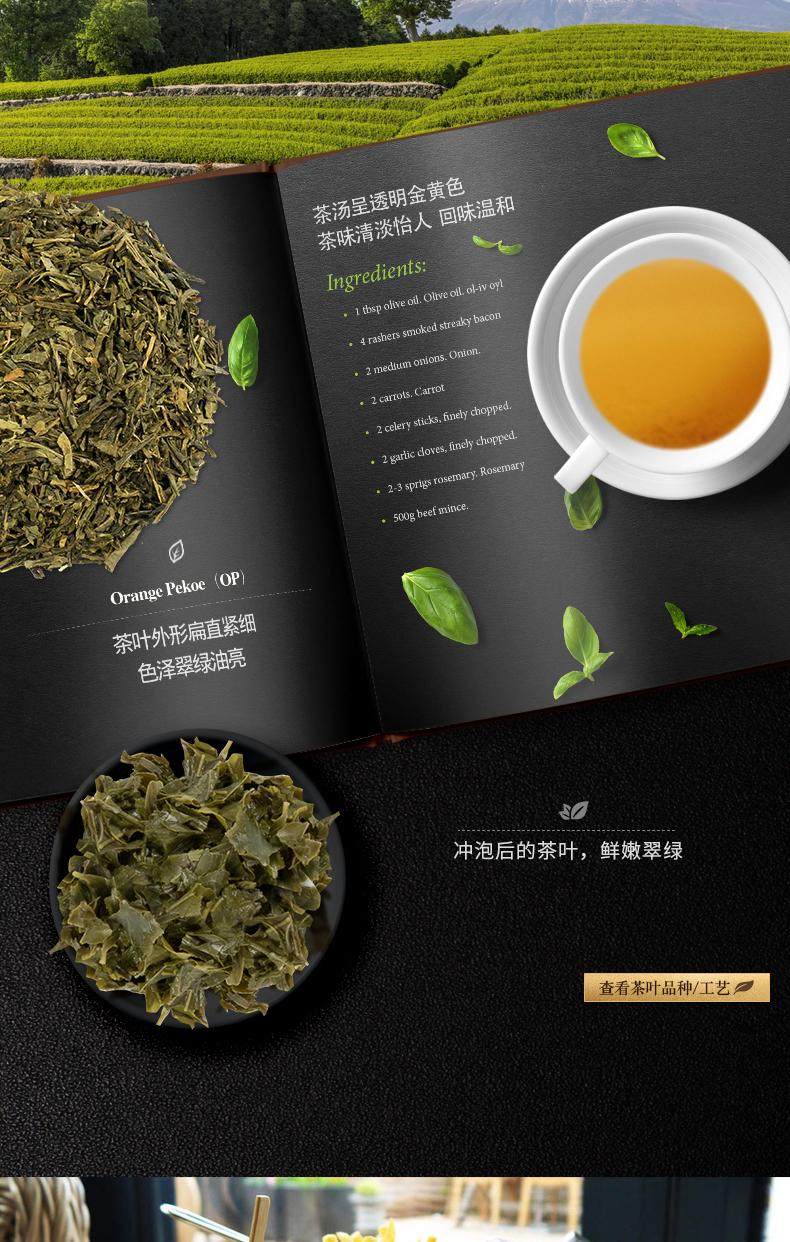 茶汤呈透明金黄色
茶味清淡怡人 回味温和
Ingredients:
1 tbsp olive oil. Olive oil. ol-iv oyl
4 rashers smoked streaky bacon
2 medium onions. Onion.
2 carrots. Carrot
2 celery sticks, finely chopped.
2 garlic cloves, finely chopped.
2-3 sprigs rosemary. Rosemary
500g beef mince.
Orange Pekoe（OP）
茶叶外形扁直紧细
色泽翠绿油亮
冲泡后的茶叶，鲜嫩翠绿
查看茶叶品种/工艺